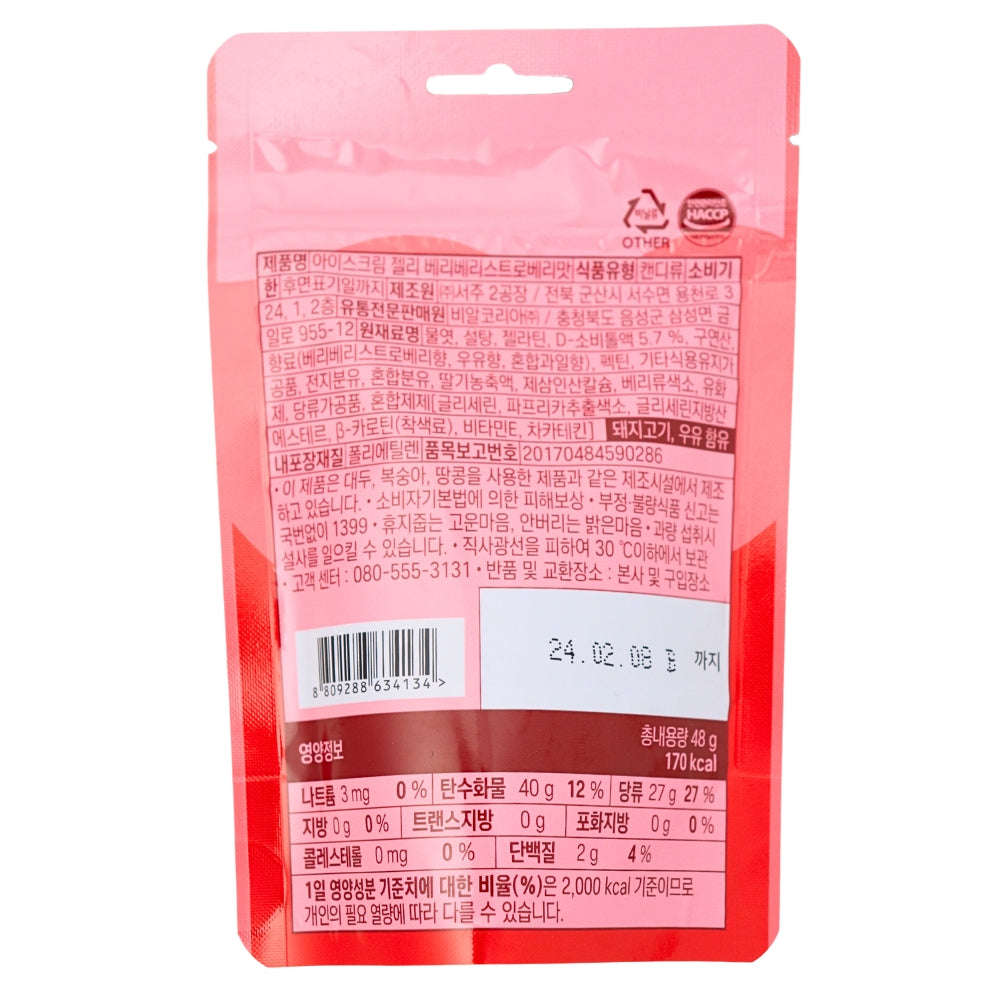 비닐류
OTHER
안전관리인증
HACCP
제품명 아이스크림 젤리 베리베리스트로베리맛 식품유형 캔디류 소비기
한 후면표기일까지 제조원 ㈜서주 2공장 / 전북 군산시 서수면 용천로 3
24, 1, 2층 유통전문판매원 비알코리아㈜ / 충청북도 음성군 삼성면 금
일로 955-12 원재료명 물엿, 설탕, 젤라틴, D-소비톨액 5.7 %, 구연산,
향료(베리베리스트로베리향, 우유향, 혼합과일향), 펙틴, 기타식용유지가
공품, 전지분유, 혼합분유, 딸기농축액, 제삼인산칼슘, 베리류색소, 유화
제, 당류가공품, 혼합제제[글리세린, 파프리카추출색소, 글리세린지방산
에스테르, β-카로틴(착색료), 비타민E, 차카테킨] 돼지고기, 우유 함유
내포장재질 폴리에틸렌 품목보고번호 20170484590286
• 이 제품은 대두, 복숭아, 땅콩을 사용한 제품과 같은 제조시설에서 제조
하고 있습니다. • 소비자기본법에 의한 피해보상 • 부정·불량식품 신고는
국번없이 1399 • 휴지줍는 고운마음, 안버리는 밝은마음 • 과량 섭취시
설사를 일으킬 수 있습니다. • 직사광선을 피하여 30 ℃이하에서 보관
• 고객 센터 : 080-555-3131 • 반품 및 교환장소 : 본사 및 구입장소
24.02.08 B 까지
8 809288 634134 >
영양정보
총내용량 48 g
170 kcal
나트륨 3 mg 0 % 탄수화물 40 g 12 % 당류 27 g 27 %
지방 0 g 0 % 트랜스지방 0 g 포화지방 0 g 0 %
콜레스테롤 0 mg 0 % 단백질 2 g 4 %
1일 영양성분 기준치에 대한 비율(%)은 2,000 kcal 기준이므로
개인의 필요 열량에 따라 다를 수 있습니다.